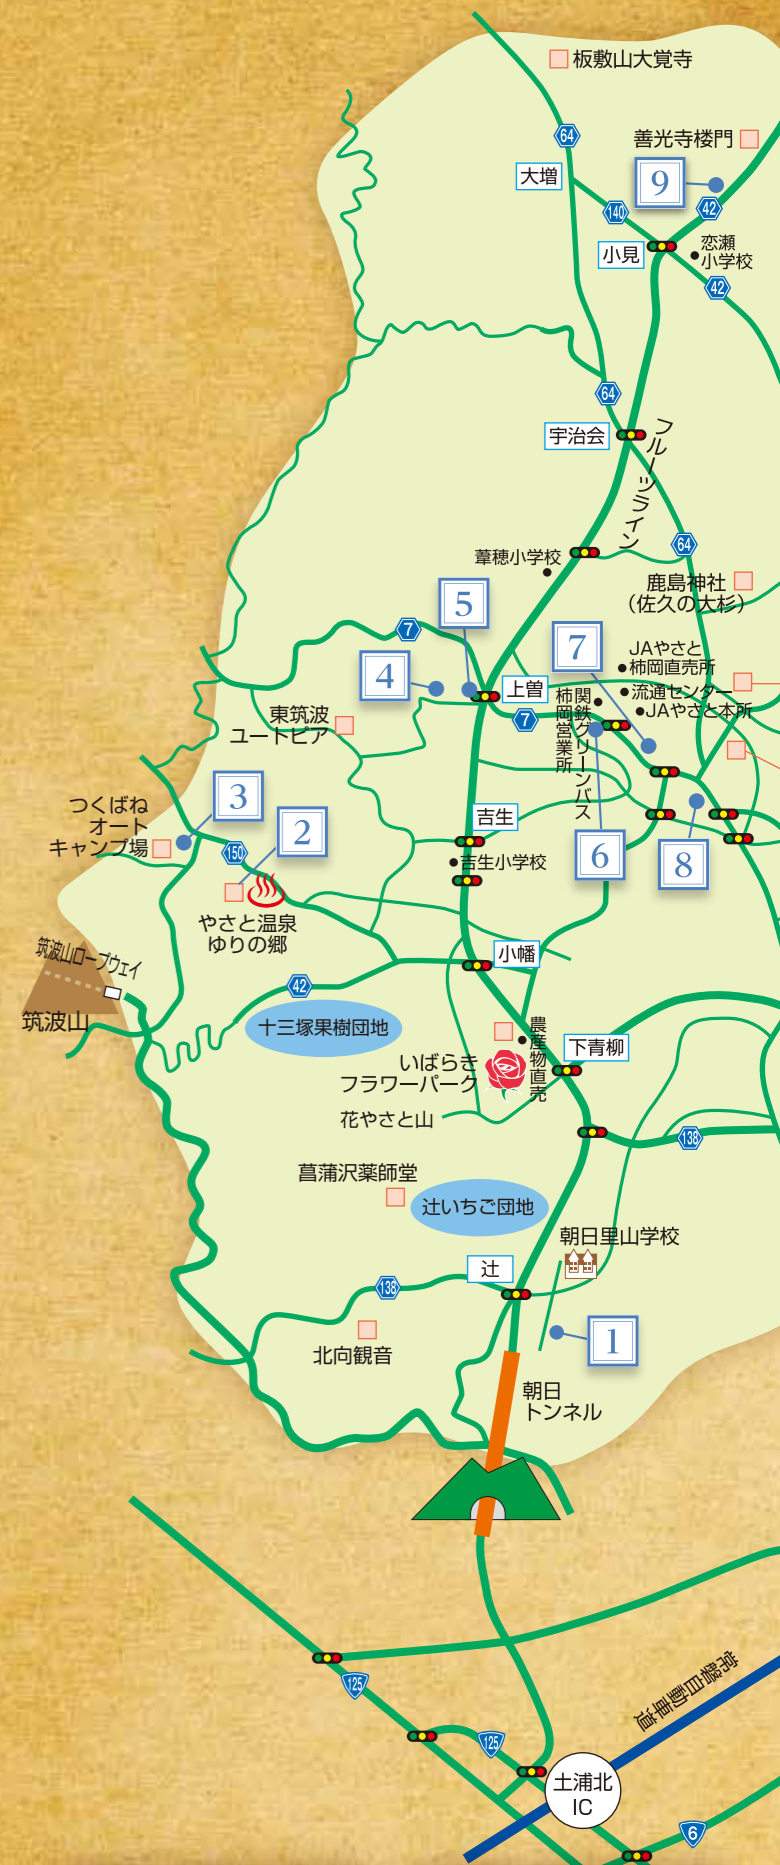 板敷山大覚寺
64
善光寺楼門
大増
9
140
42
小見
恋瀬
小学校
42
64
宇治会
フルーツライン
葦穂小学校
64
鹿島神社
（佐久の大杉）
5
7
7
JAやさと
柿岡直売所
4
上曽
流通センター
JAやさと本所
7
関鉄グリーンバス
柿岡営業所
東筑波
ユートピア
3
つくばね
オート
キャンプ場
2
150
吉生
吉生小学校
6
8
やさと温泉
ゆりの郷
筑波山ロープウェイ
小幡
42
筑波山
十三塚果樹団地
農産物直売
下青柳
いばらき
フラワーパーク
花やさと山
138
菖蒲沢薬師堂
辻いちご団地
朝日里山学校
辻
138
1
北向観音
朝日
トンネル
常磐自動車道
125
125
土浦北
IC
6